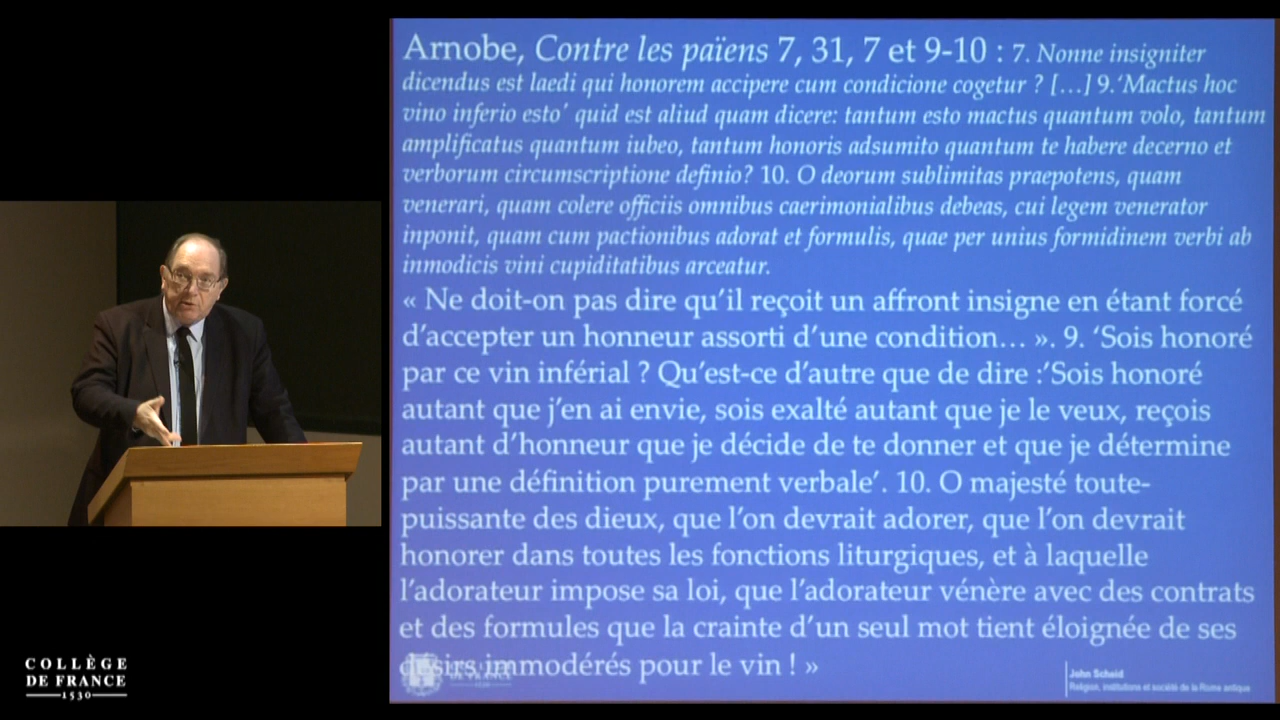 Arnobe, Contre les païens 7, 31, 7 et 9-10 : 7. Nonne insigniter
dicendus est laedi qui honorem accipere cum condicione cogetur ? [...] 9.‘Mactus hoc
vino inferio esto’ quid est aliud quam dicere: tantum esto mactus quantum volo, tantum
amplificatus quantum iubeo, tantum honoris adsumito quantum te habere decerno et
verborum circumscriptione definio? 10. O deorum sublimitas praepotens, quam
venerari, quam colere officiis omnibus caerimonialibus debeas, cui legem venerator
inponit, quam cum pactionibus adorat et formulis, quae per unius formidinem verbi ab
inmodicis vini cupiditatibus arceatur.
« Ne doit-on pas dire qu’il reçoit un affront insigne en étant forcé
d’accepter un honneur assorti d’une condition… ». 9. ‘Sois honoré
par ce vin inférial ? Qu’est-ce d’autre que de dire :’Sois honoré
autant que j’en ai envie, sois exalté autant que je le veux, reçois
autant d’honneur que je décide de te donner et que je détermine
par une définition purement verbale’. 10. O majesté toute-
puissante des dieux, que l’on devrait adorer, que l’on devrait
honorer dans toutes les fonctions liturgiques, et à laquelle
l’adorateur impose sa loi, que l’adorateur vénère avec des contrats
et des formules que la crainte d’un seul mot tient éloignée de ses
désirs immodérés pour le vin ! »
John Scheid
Religion, institutions et société de la Rome antique
COLLÈGE
DE FRANCE
1530